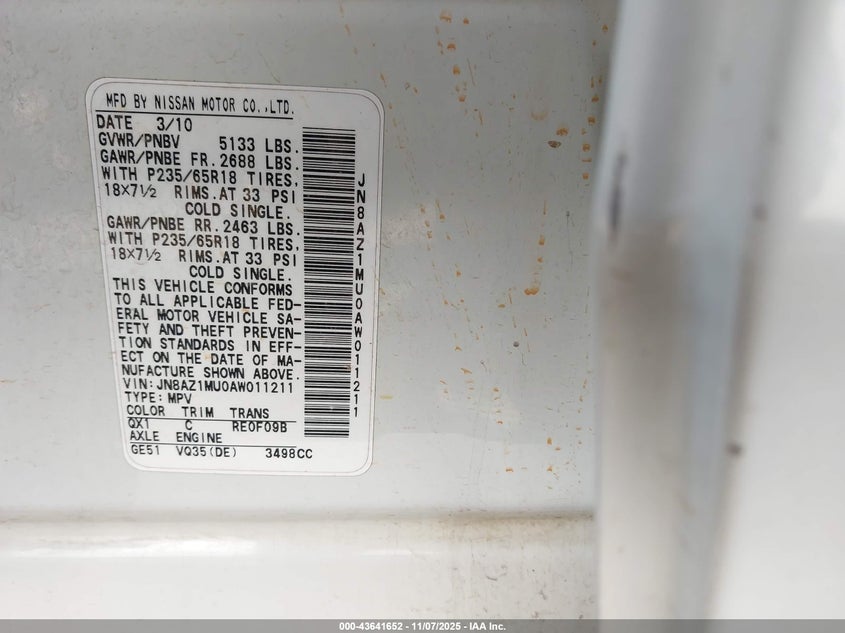 MFD BY NISSAN MOTOR CO.,LTD.
DATE 3/10
GVWR/PNBV 5133 LBS.
GAWR/PNBE FR. 2688 LBS.
WITH P235/65R18 TIRES,
18X7½ RIMS.AT 33 PSI
COLD SINGLE.
GAWR/PNBE RR. 2463 LBS.
WITH P235/65R18 TIRES,
18X7½ RIMS.AT 33 PSI
COLD SINGLE.
THIS VEHICLE CONFORMS
TO ALL APPLICABLE FED-
ERAL MOTOR VEHICLE SA-
FETY AND THEFT PREVEN-
TION STANDARDS IN EFF-
ECT ON THE DATE OF MA-
NUFACTURE SHOWN ABOVE.
VIN:JN8AZ1MU0AW011211
TYPE:MPV
COLOR TRIM TRANS
QX1 C RE0F09B
AXLE ENGINE
GE51 VQ35(DE) 3498CC
JN8AZ1MU0AW011211
000-43641652 | 11/07/2025 - IAA Inc.